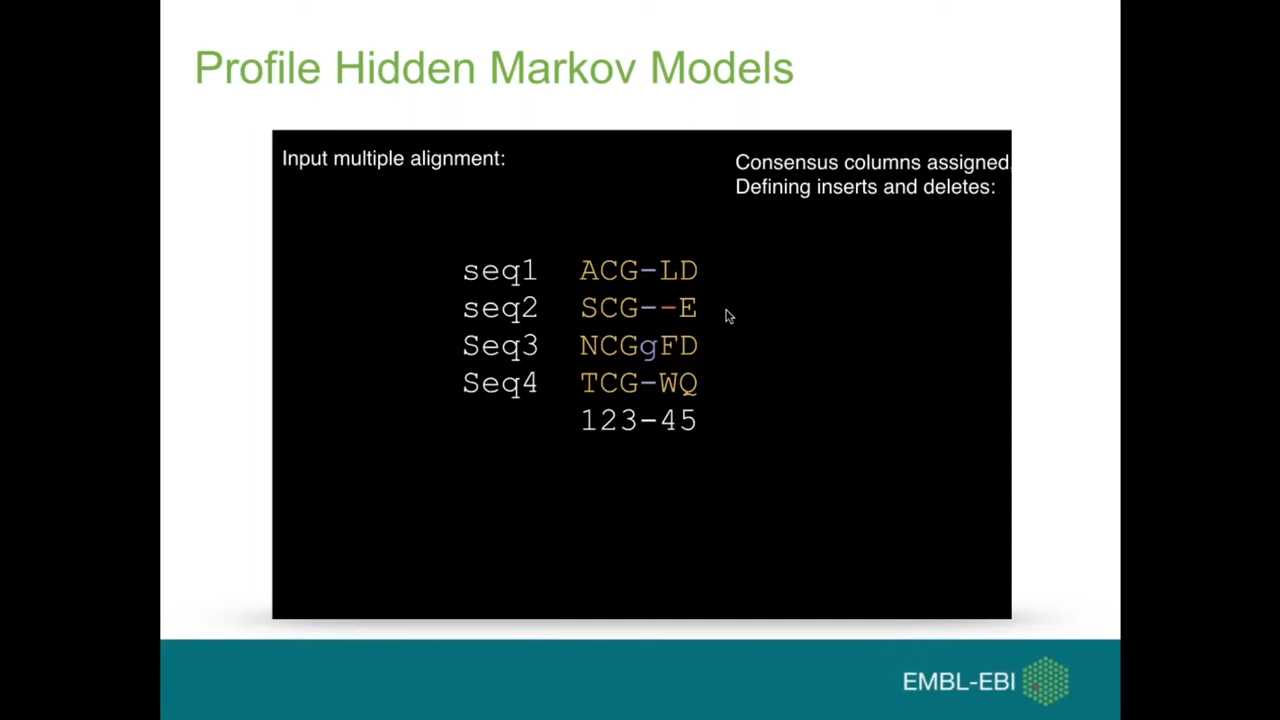 Profile Hidden Markov Models
Input multiple alignment:
Consensus columns assigned,
Defining inserts and deletes:
seq1 ACG-LD
seq2 SCG--E
Seq3 NCGgFD
Seq4 TCG-WQ
123-45
EMBL-EBI